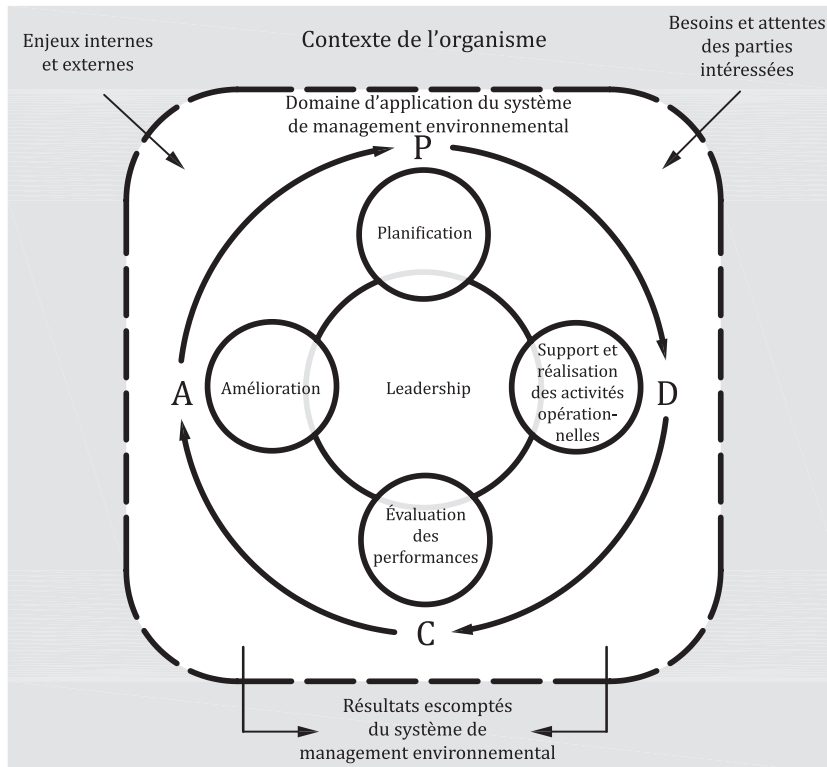 Enjeux internes
et externes
Contexte de l’organisme
Besoins et attentes
des parties
intéressées
Domaine d’application du système
de management environnemental
P
Planification
A
Amélioration
Leadership
Support et
réalisation
des activités
opération-
nelles
D
Évaluation
des
performances
C
Résultats escomptés
du système de
management environnemental